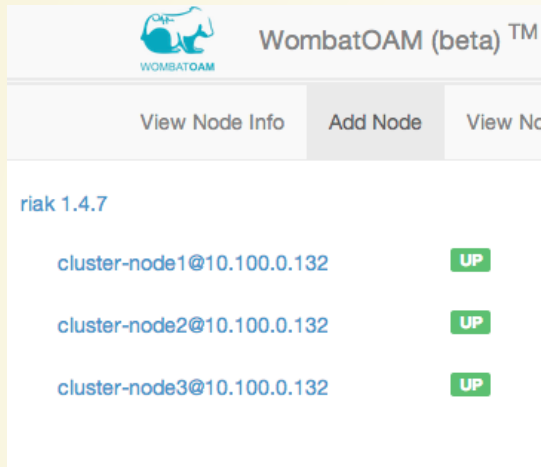 WOMBATOAM
WombatOAM (beta) TM
View Node Info Add Node View
riak 1.4.7
cluster-node1@10.100.0.132 UP
cluster-node2@10.100.0.132 UP
cluster-node3@10.100.0.132 UP